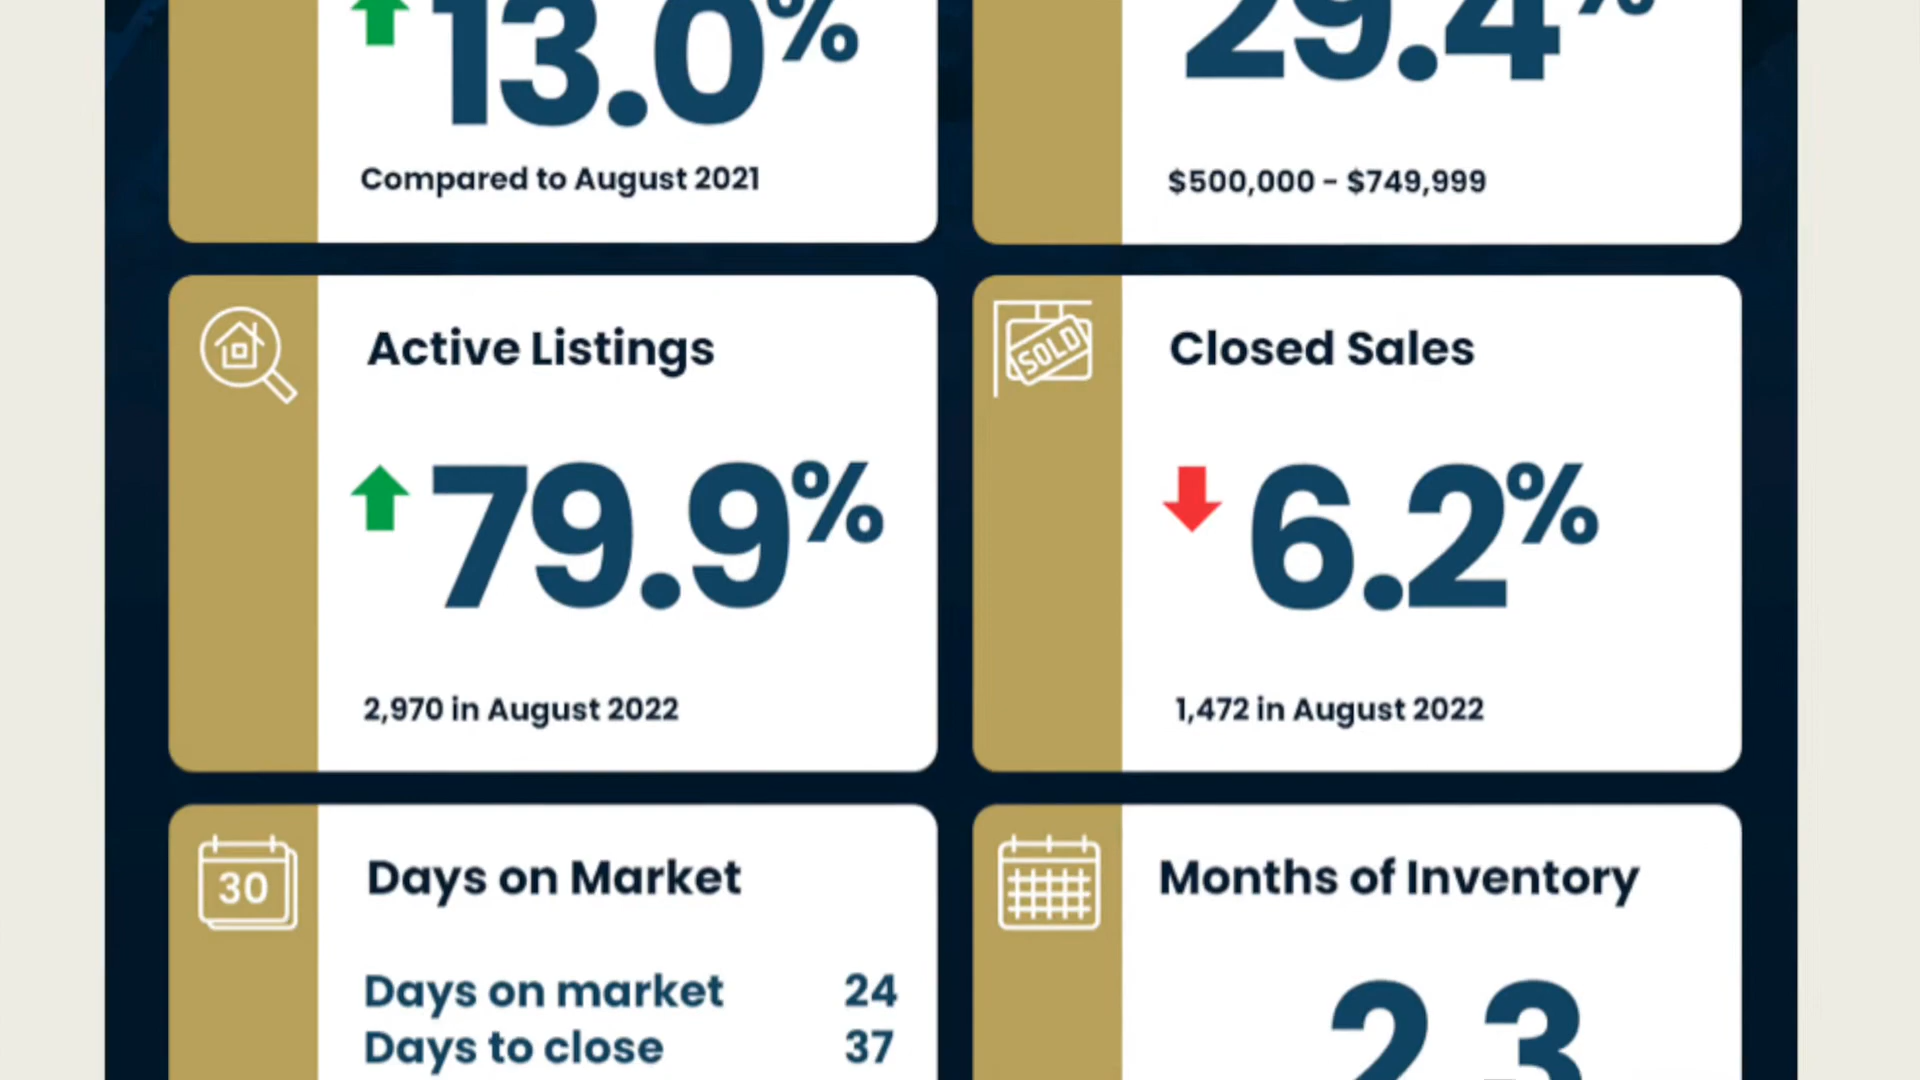 13.0%
29.4%
Compared to August 2021
$500,000 - $749,999
Active Listings
79.9%
2,970 in August 2022
SOLD
Closed Sales
6.2%
1,472 in August 2022
30
Days on Market
Days on market 24
Days to close 37
Months of Inventory
2.3